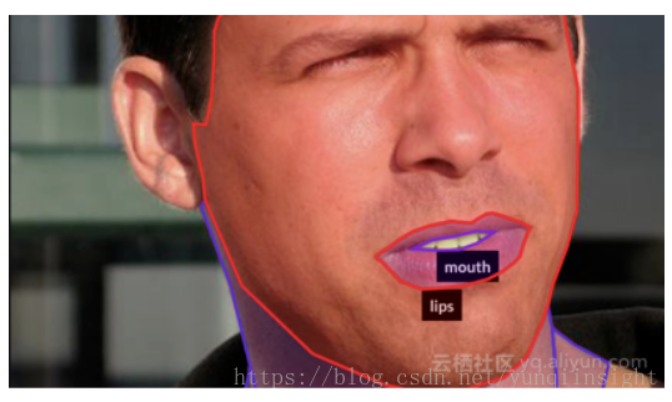 mouth
lips
云栖社区 yq.aliyun.com
https://blog.csdn.net/yunqiinsight